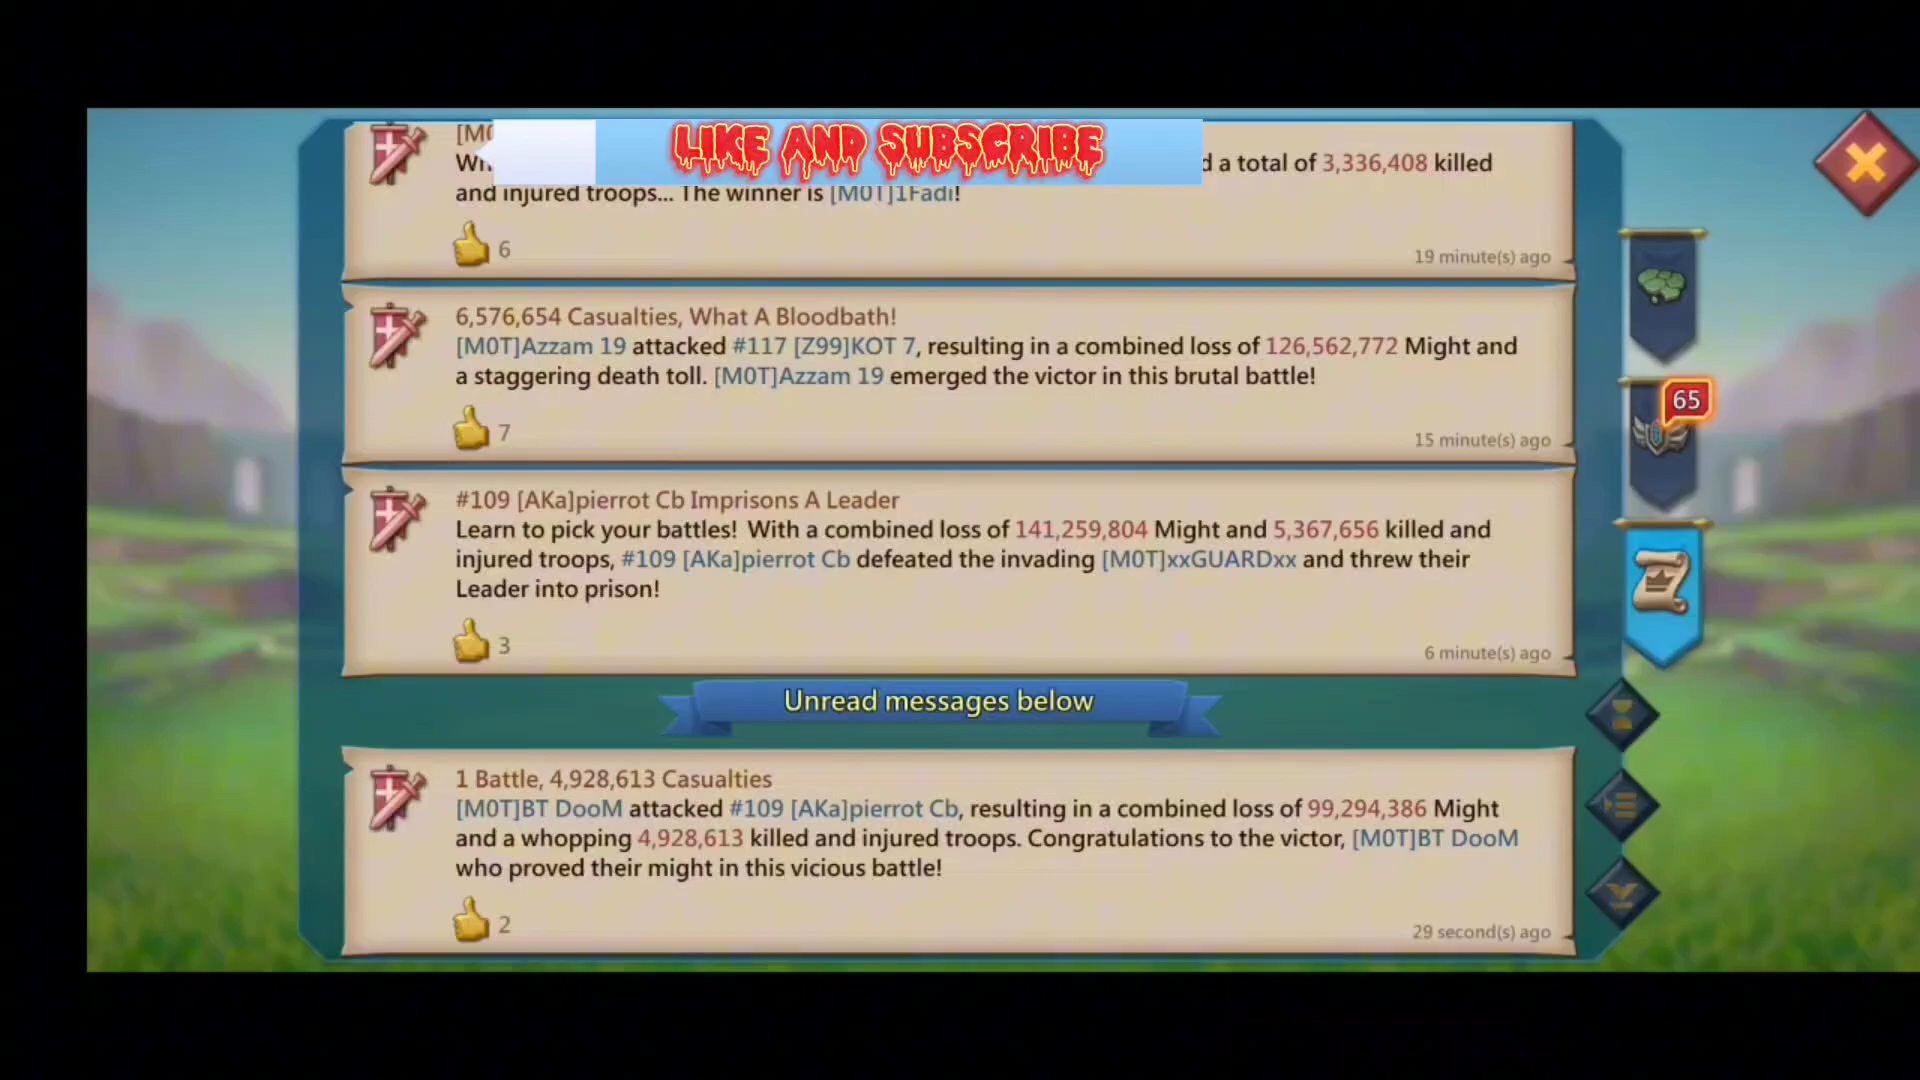 LIKE AND SUBSCRIBE
d a total of 3,336,408 killed
and injured troops... The winner is [M0T]1Fadi!
6
19 minute(s) ago
6,576,654 Casualties, What A Bloodbath!
[M0T]Azzam 19 attacked #117 [Z99]KOT 7, resulting in a combined loss of 126,562,772 Might and
a staggering death toll. [M0T]Azzam 19 emerged the victor in this brutal battle!
7
15 minute(s) ago
65
#109 [AKa]pierrot Cb Imprisons A Leader
Learn to pick your battles! With a combined loss of 141,259,804 Might and 5,367,656 killed and
injured troops, #109 [AKa]pierrot Cb defeated the invading [M0T]xxGUARDxx and threw their
Leader into prison!
3
6 minute(s) ago
Unread messages below
1 Battle, 4,928,613 Casualties
[M0T]BT DooM attacked #109 [AKa]pierrot Cb, resulting in a combined loss of 99,294,386 Might
and a whopping 4,928,613 killed and injured troops. Congratulations to the victor, [M0T]BT DooM
who proved their might in this vicious battle!
2
29 second(s) ago